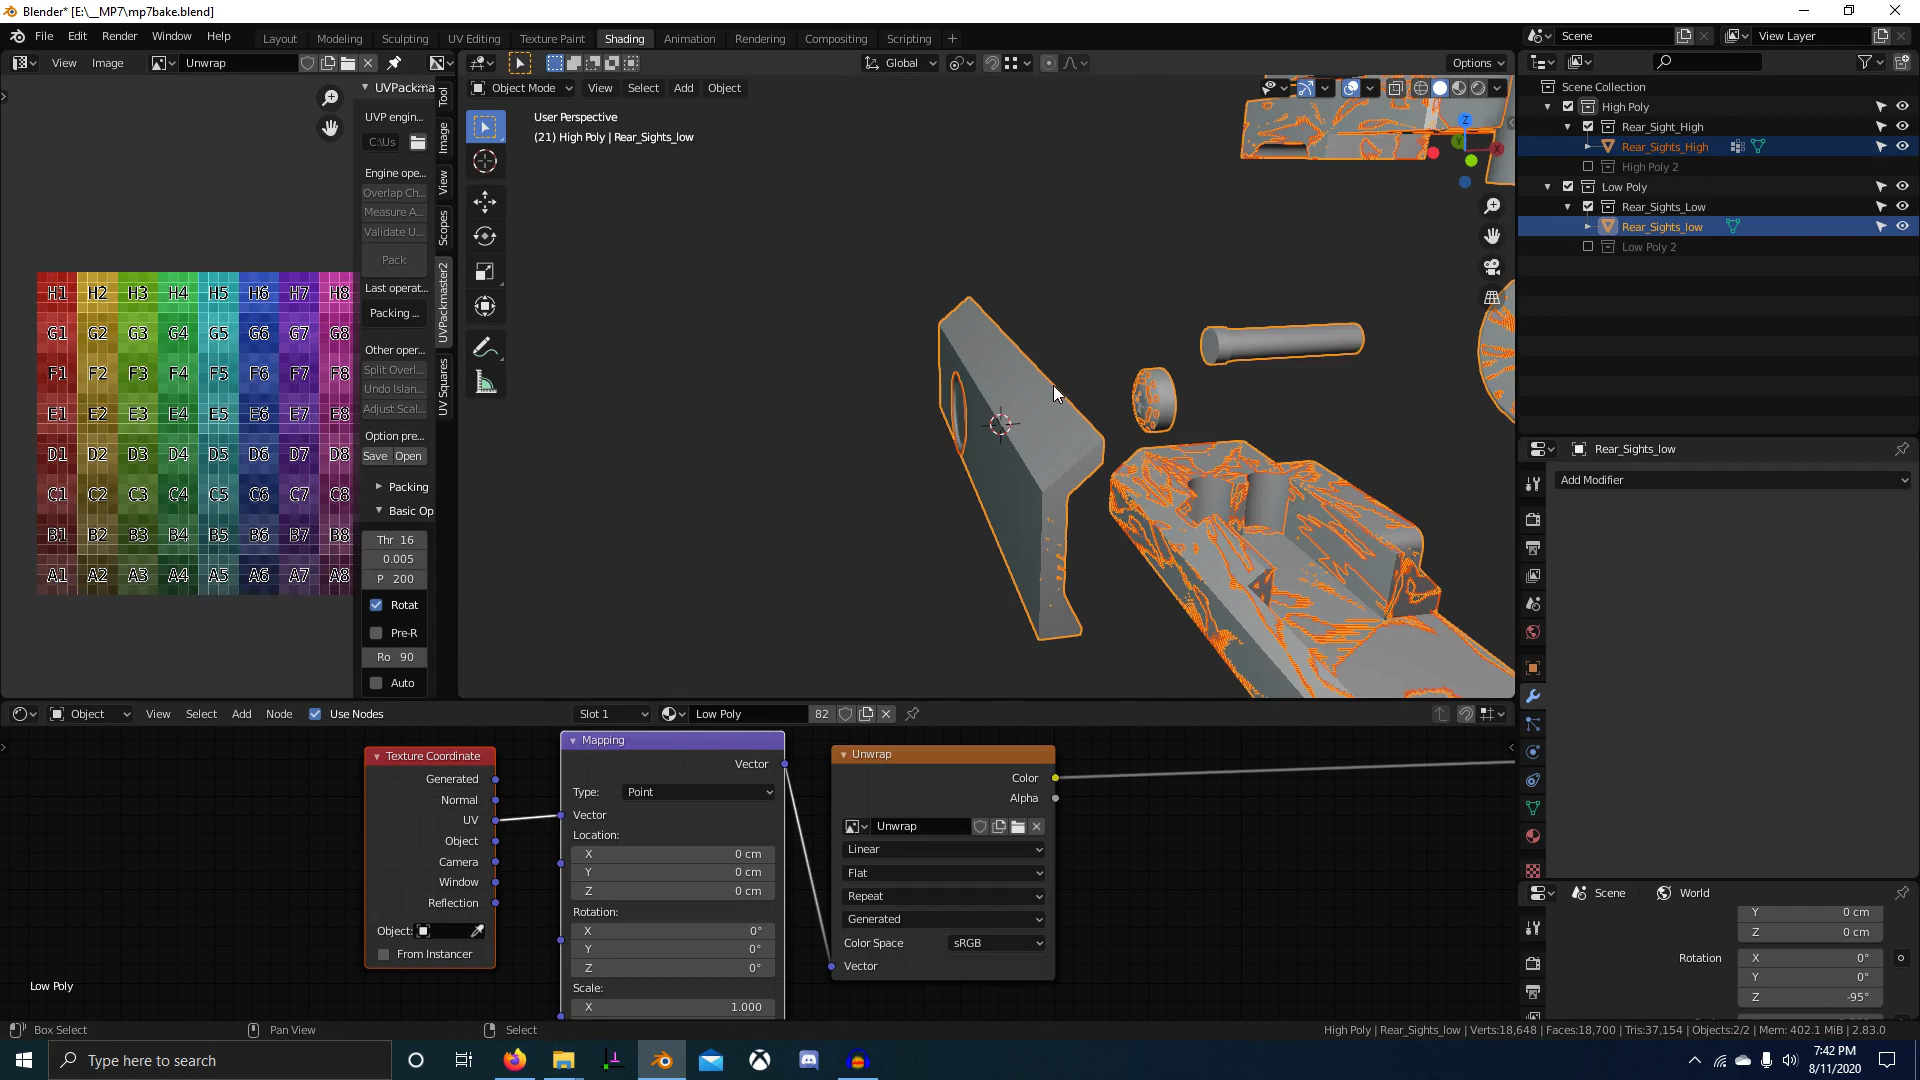 Blender* [E:\__MP7\mp7bake.blend]
File Edit Render Window Help
Layout Modeling Sculpting UV Editing Texture Paint Shading Animation Rendering Compositing Scripting +
Scene
View Layer
View Image Unwrap
Global
Options
Object Mode View Select Add Object
User Perspective
(21) High Poly | Rear_Sights_low
Z
X
Y
UVPackma
UVP engin...
C:\Us
Engine ope...
Overlap Ch...
Measure A...
Validate U...
Pack
Last operat...
Packing ...
Other oper...
Split Overl...
Undo Islan...
Adjust Scal...
Option pre...
Save Open
Packing
Basic Op
Thr 16
0.005
P 200
Rotat
Pre-R
Ro 90
Auto
Tool
Image
View
Scopes
UVPackmaster2
UV Squares
H1 H2 H3 H4 H5 H6 H7 H8
G1 G2 G3 G4 G5 G6 G7 G8
F1 F2 F3 F4 F5 F6 F7 F8
E1 E2 E3 E4 E5 E6 E7 E8
D1 D2 D3 D4 D5 D6 D7 D8
C1 C2 C3 C4 C5 C6 C7 C8
B1 B2 B3 B4 B5 B6 B7 B8
A1 A2 A3 A4 A5 A6 A7 A8
Scene Collection
High Poly
Rear_Sight_High
Rear_Sights_High
High Poly 2
Low Poly
Rear_Sights_Low
Rear_Sights_low
Low Poly 2
Rear_Sights_low
Add Modifier
Object View Select Add Node Use Nodes Slot 1 Low Poly 82
Texture Coordinate
Generated
Normal
UV
Object
Camera
Window
Reflection
Object:
From Instancer
Mapping
Vector
Type: Point
Vector
Location:
X 0 cm
Y 0 cm
Z 0 cm
Rotation:
X 0°
Y 0°
Z 0°
Scale:
X 1.000
Unwrap
Color
Alpha
Unwrap
Linear
Flat
Repeat
Generated
Color Space sRGB
Vector
Low Poly
Scene World
Y 0 cm
Z 0 cm
Rotation X 0°
Y 0°
Z -95°
Box Select Pan View Select
High Poly | Rear_Sights_low | Verts:18,648 | Faces:18,700 | Tris:37,154 | Objects:2/2 | Mem: 402.1 MiB | 2.83.0
Type here to search
7:42 PM
8/11/2020